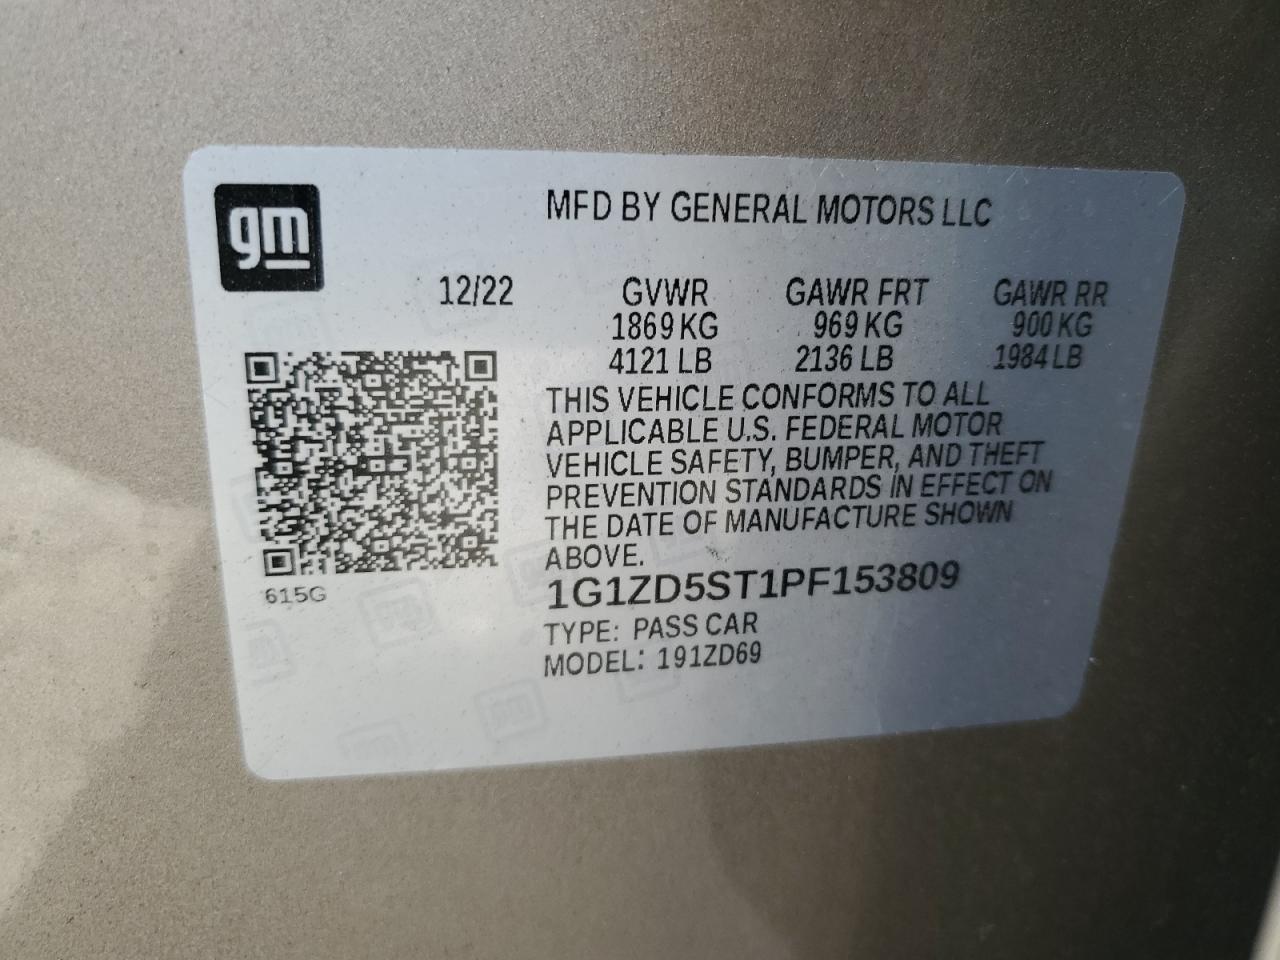 gm
MFD BY GENERAL MOTORS LLC
12/22 GVWR GAWR FRT GAWR RR
1869 KG 969 KG 900 KG
4121 LB 2136 LB 1984 LB
THIS VEHICLE CONFORMS TO ALL
APPLICABLE U.S. FEDERAL MOTOR
VEHICLE SAFETY, BUMPER, AND THEFT
PREVENTION STANDARDS IN EFFECT ON
THE DATE OF MANUFACTURE SHOWN
ABOVE.
615G
1G1ZD5ST1PF153809
TYPE: PASS CAR
MODEL: 191ZD69